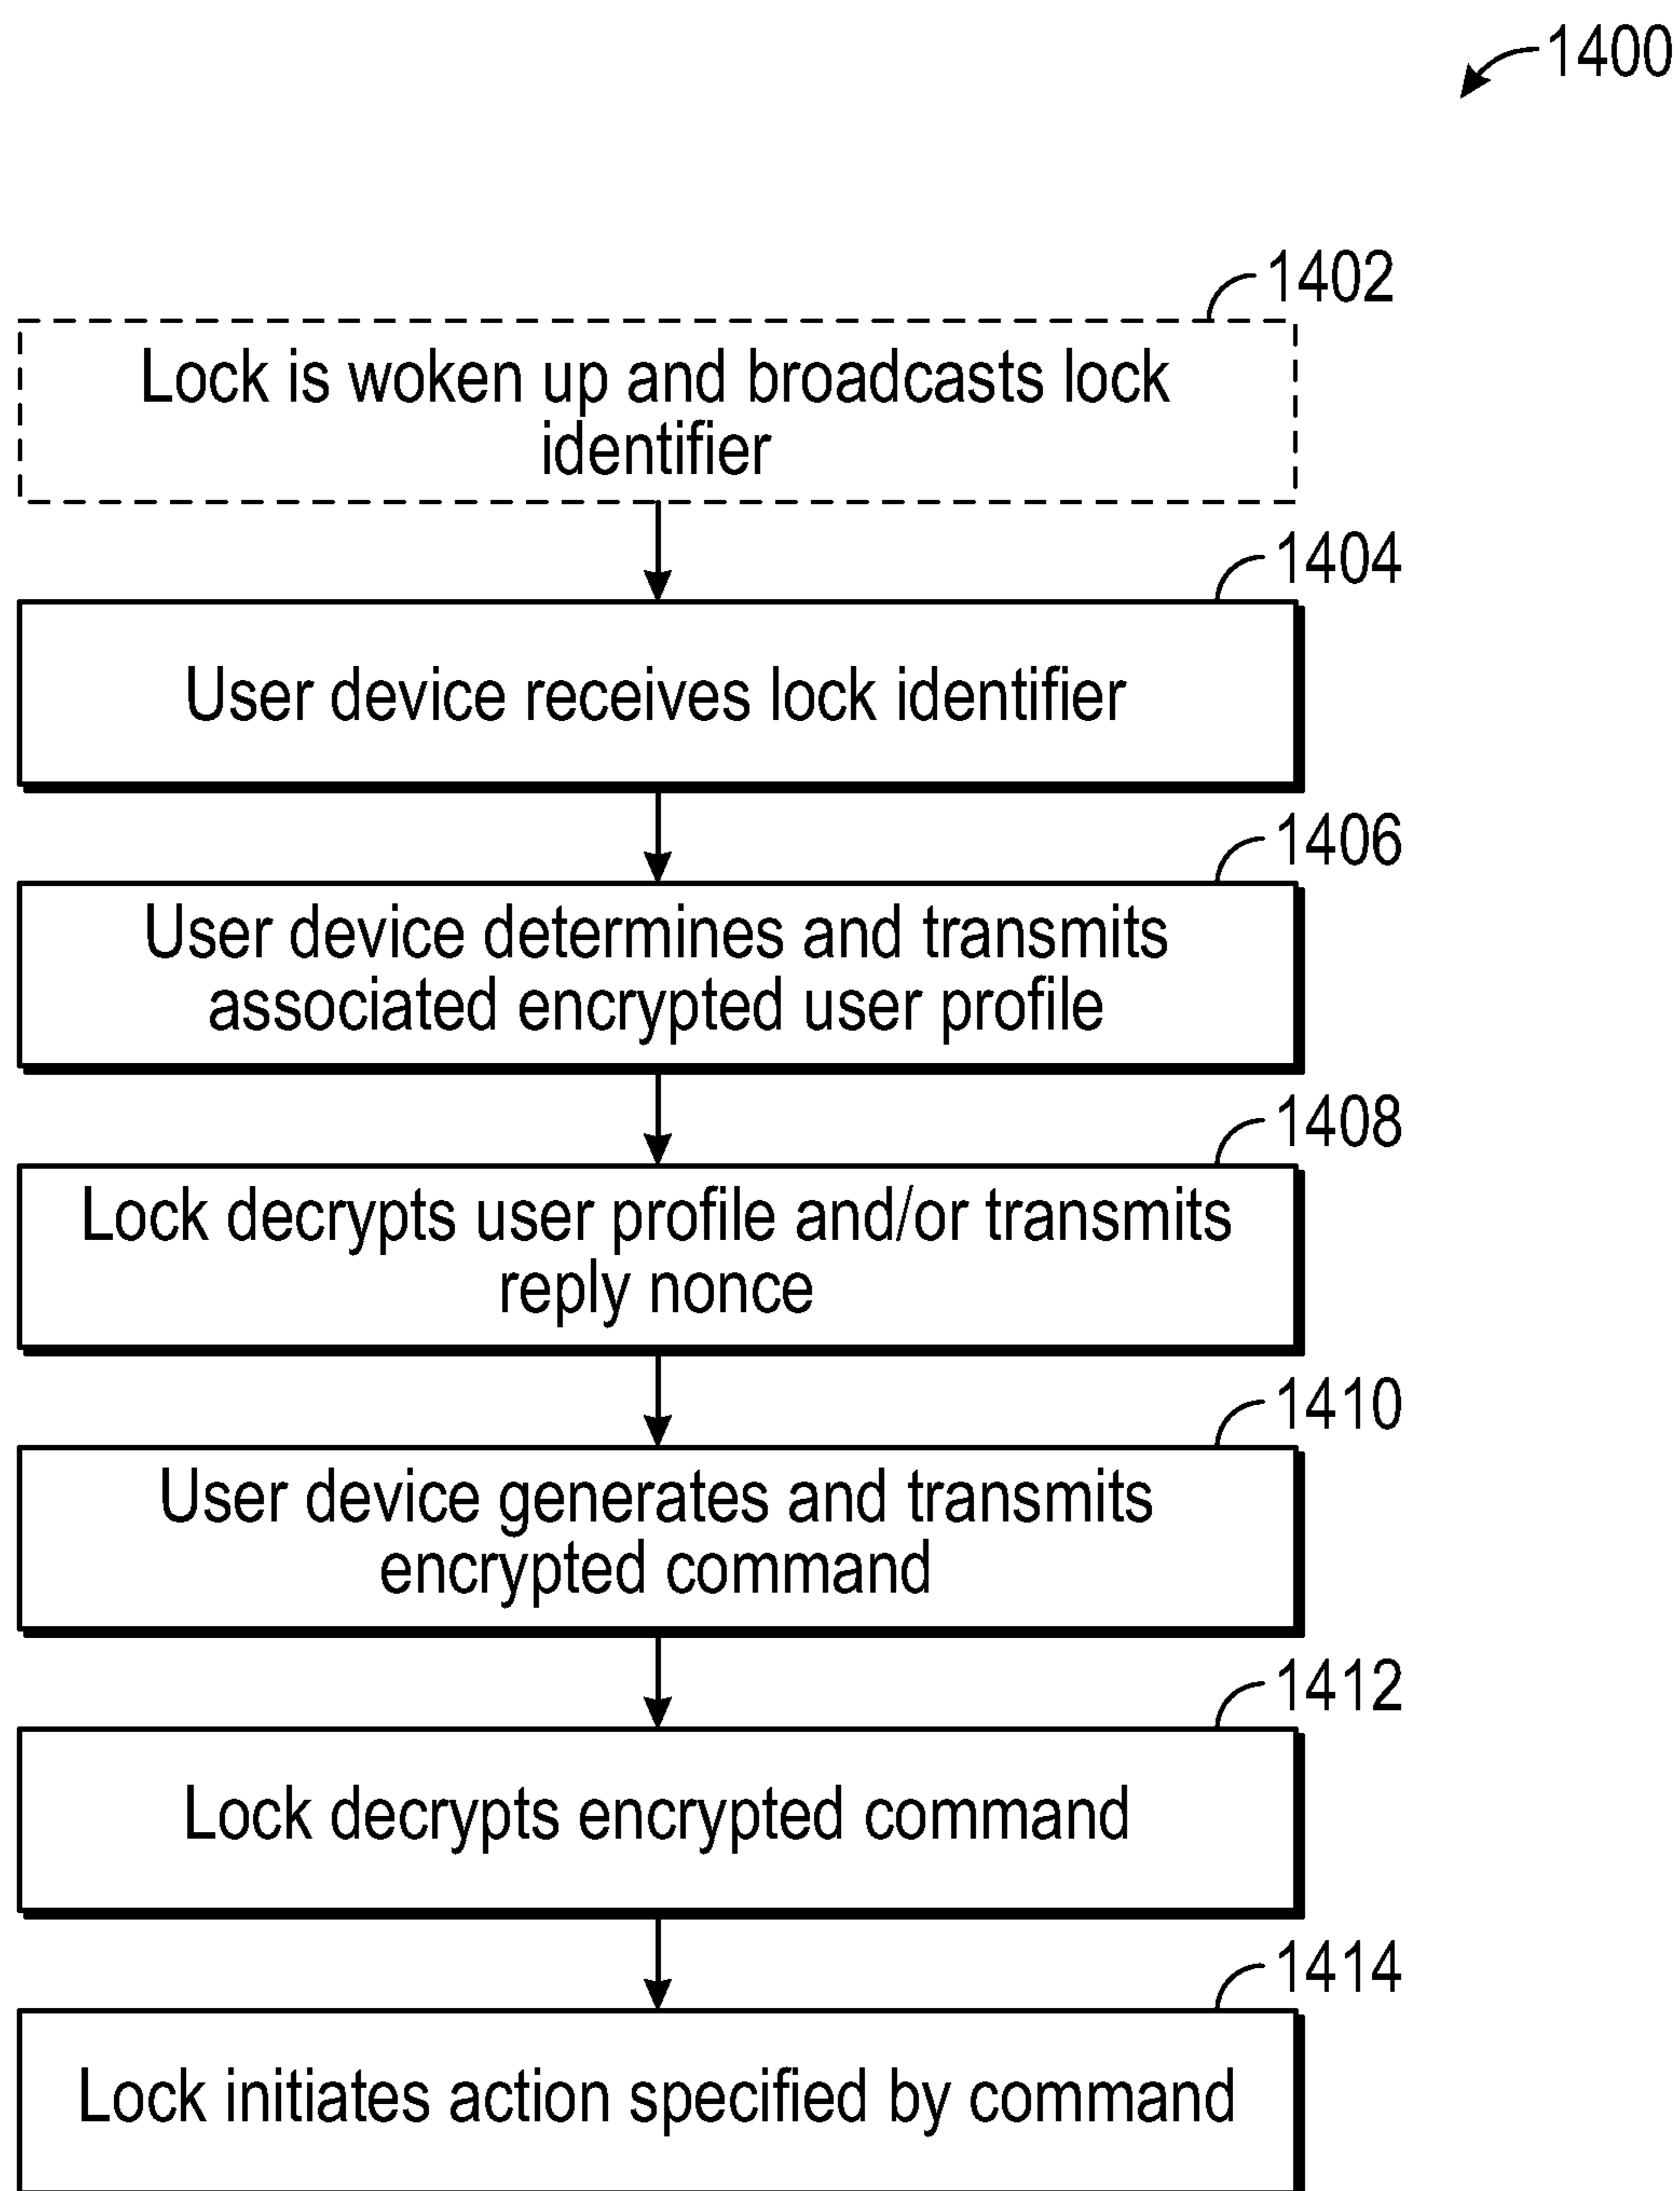 1400
1402
Lock is woken up and broadcasts lock
identifier
1404
User device receives lock identifier
1406
User device determines and transmits
associated encrypted user profile
1408
Lock decrypts user profile and/or transmits
reply nonce
1410
User device generates and transmits
encrypted command
1412
Lock decrypts encrypted command
1414
Lock initiates action specified by command